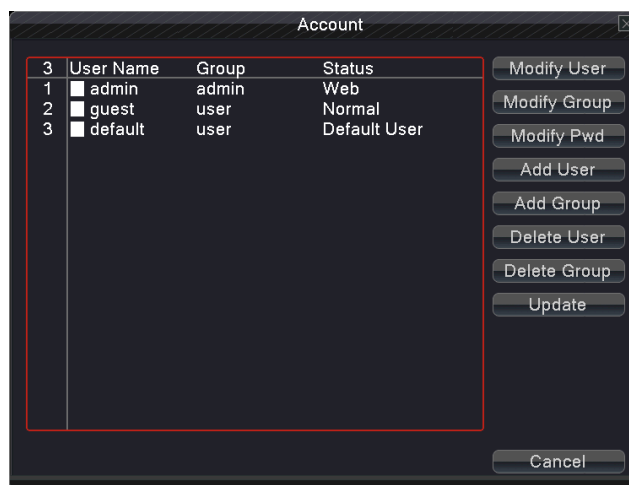 Account
3 User Name Group Status
1 admin admin Web
2 guest user Normal
3 default user Default User
Modify User
Modify Group
Modify Pwd
Add User
Add Group
Delete User
Delete Group
Update
Cancel